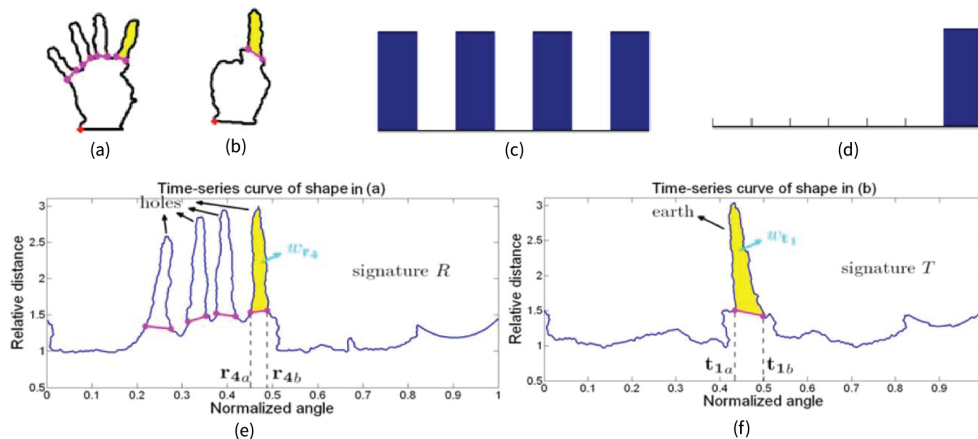 (a)
(b)
(c)
(d)
Time-series curve of shape in (a)
holes
w_r4
signature R
Relative distance
3
2.5
2
1.5
1
0.5
r4a r4b
0 0.1 0.2 0.3 0.4 0.5 0.6 0.7 0.8 0.9 1
Normalized angle
(e)
Time-series curve of shape in (b)
earth
w_t1
signature T
Relative distance
3
2.5
2
1.5
1
0.5
t1a t1b
0 0.1 0.2 0.3 0.4 0.5 0.6 0.7 0.8 0.9
Normalized angle
(f)